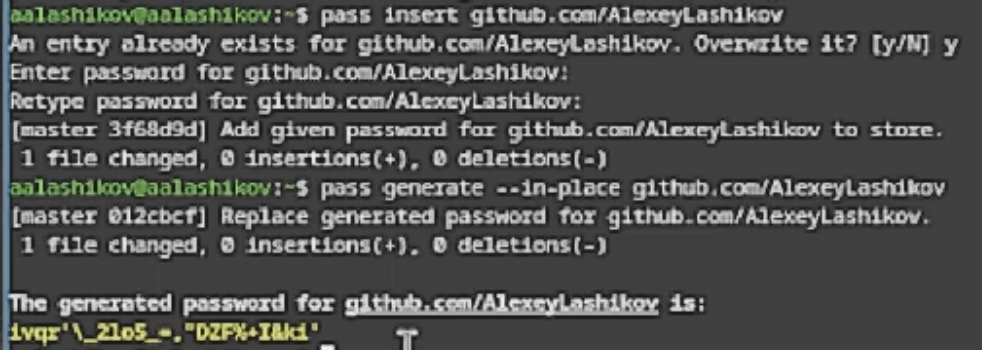 aalashikov@aalashikov:~$ pass insert github.com/AlexeyLashikov
An entry already exists for github.com/AlexeyLashikov. Overwrite it? [y/N] y
Enter password for github.com/AlexeyLashikov:
Retype password for github.com/AlexeyLashikov:
[master 3f68d9d] Add given password for github.com/AlexeyLashikov to store.
1 file changed, 0 insertions(+), 0 deletions(-)
aalashikov@aalashikov:~$ pass generate --in-place github.com/AlexeyLashikov
[master 012cbcf] Replace generated password for github.com/AlexeyLashikov.
1 file changed, 0 insertions(+), 0 deletions(-)
The generated password for github.com/AlexeyLashikov is: